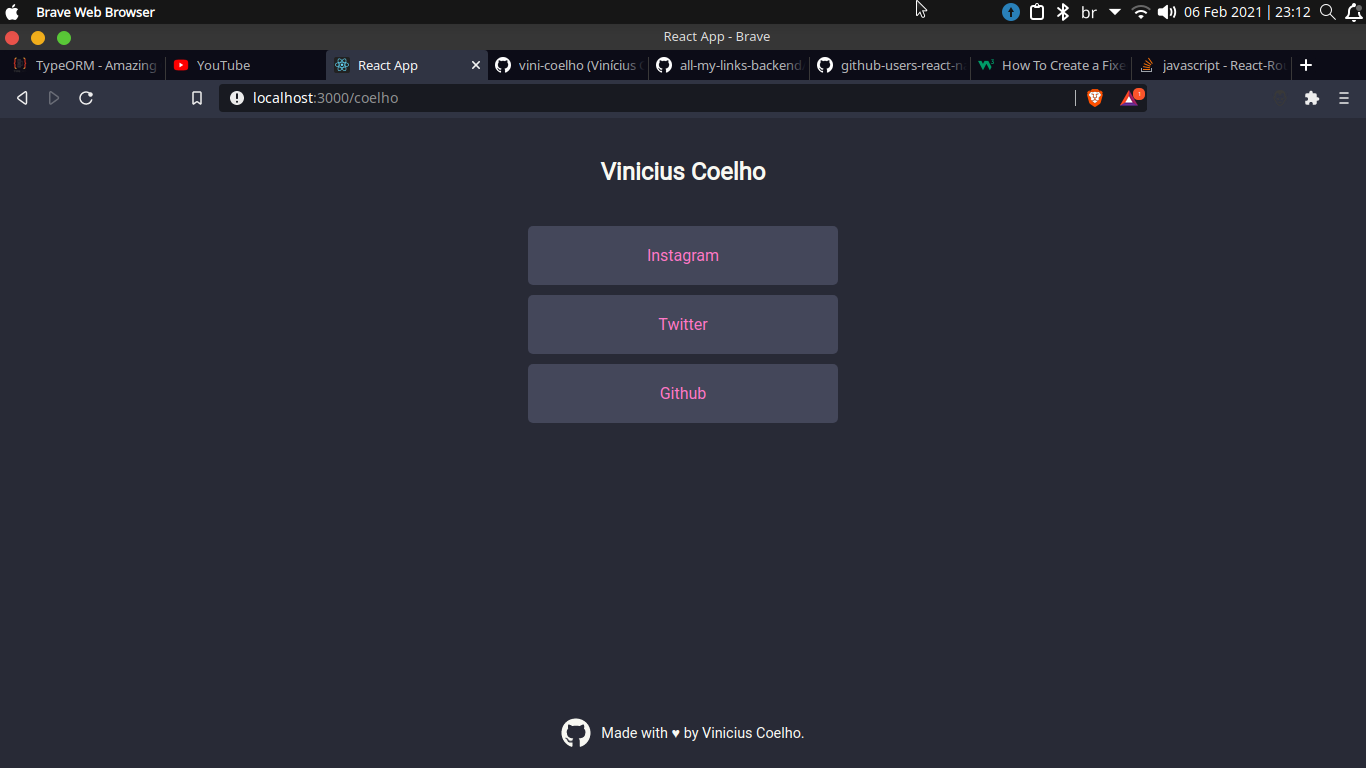 Brave Web Browser
br
06 Feb 2021 | 23:12
React App - Brave
TypeORM - Amazing
YouTube
React App
vini-coelho (Vinícius
all-my-links-backend
github-users-react-n
How To Create a Fixe
javascript - React-Ro
localhost:3000/coelho
1
Vinicius Coelho
Instagram
Twitter
Github
Made with ♥ by Vinicius Coelho.